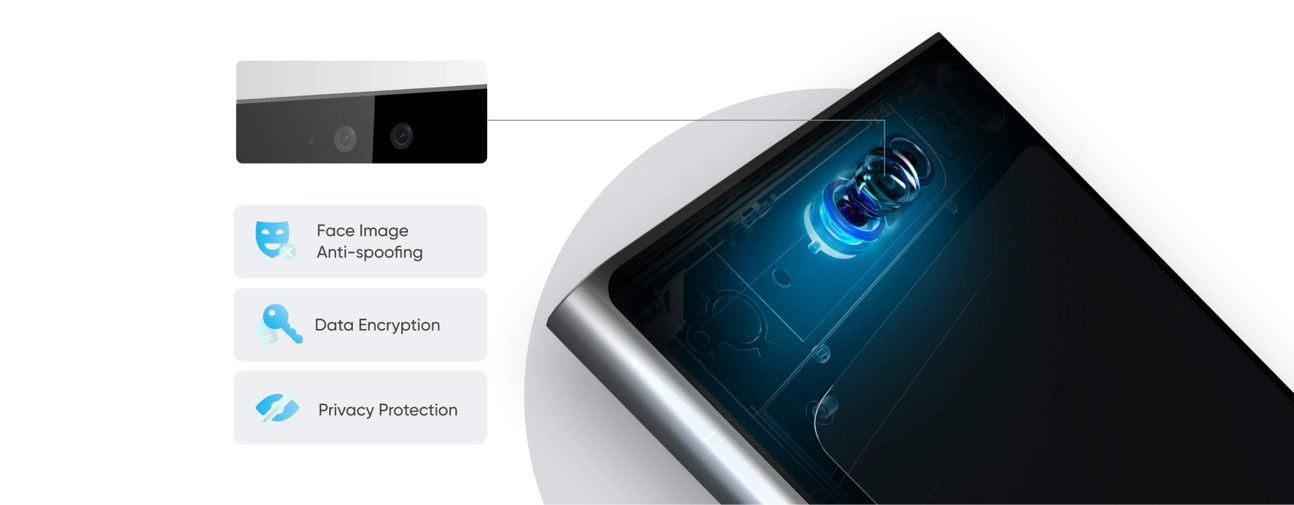 Face Image
Anti-spoofing
Data Encryption
Privacy Protection